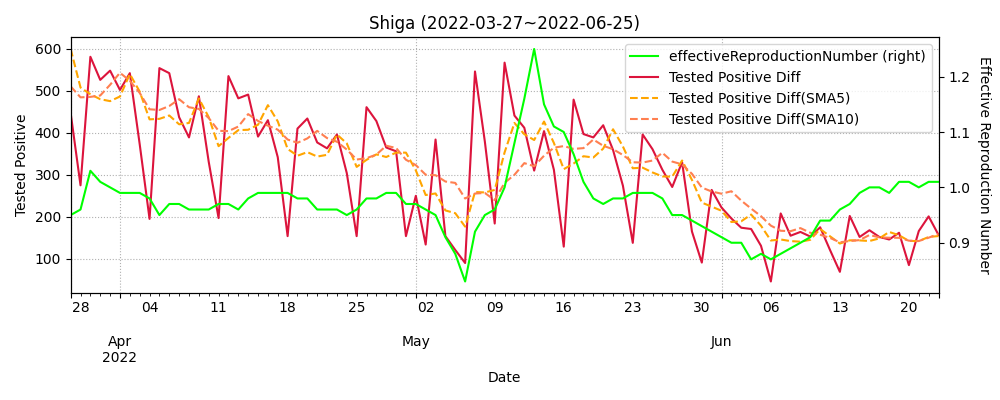 Shiga (2022-03-27~2022-06-25)
effectiveReproductionNumber (right)
Tested Positive Diff
Tested Positive Diff(SMA5)
Tested Positive Diff(SMA10)
Tested Positive
600
500
400
300
200
100
1.2
1.1
1.0
0.9
Effective Reproduction Number
28 04 11 18 25 02 09 16 23 30 06 13 20
Apr May Jun
2022
Date